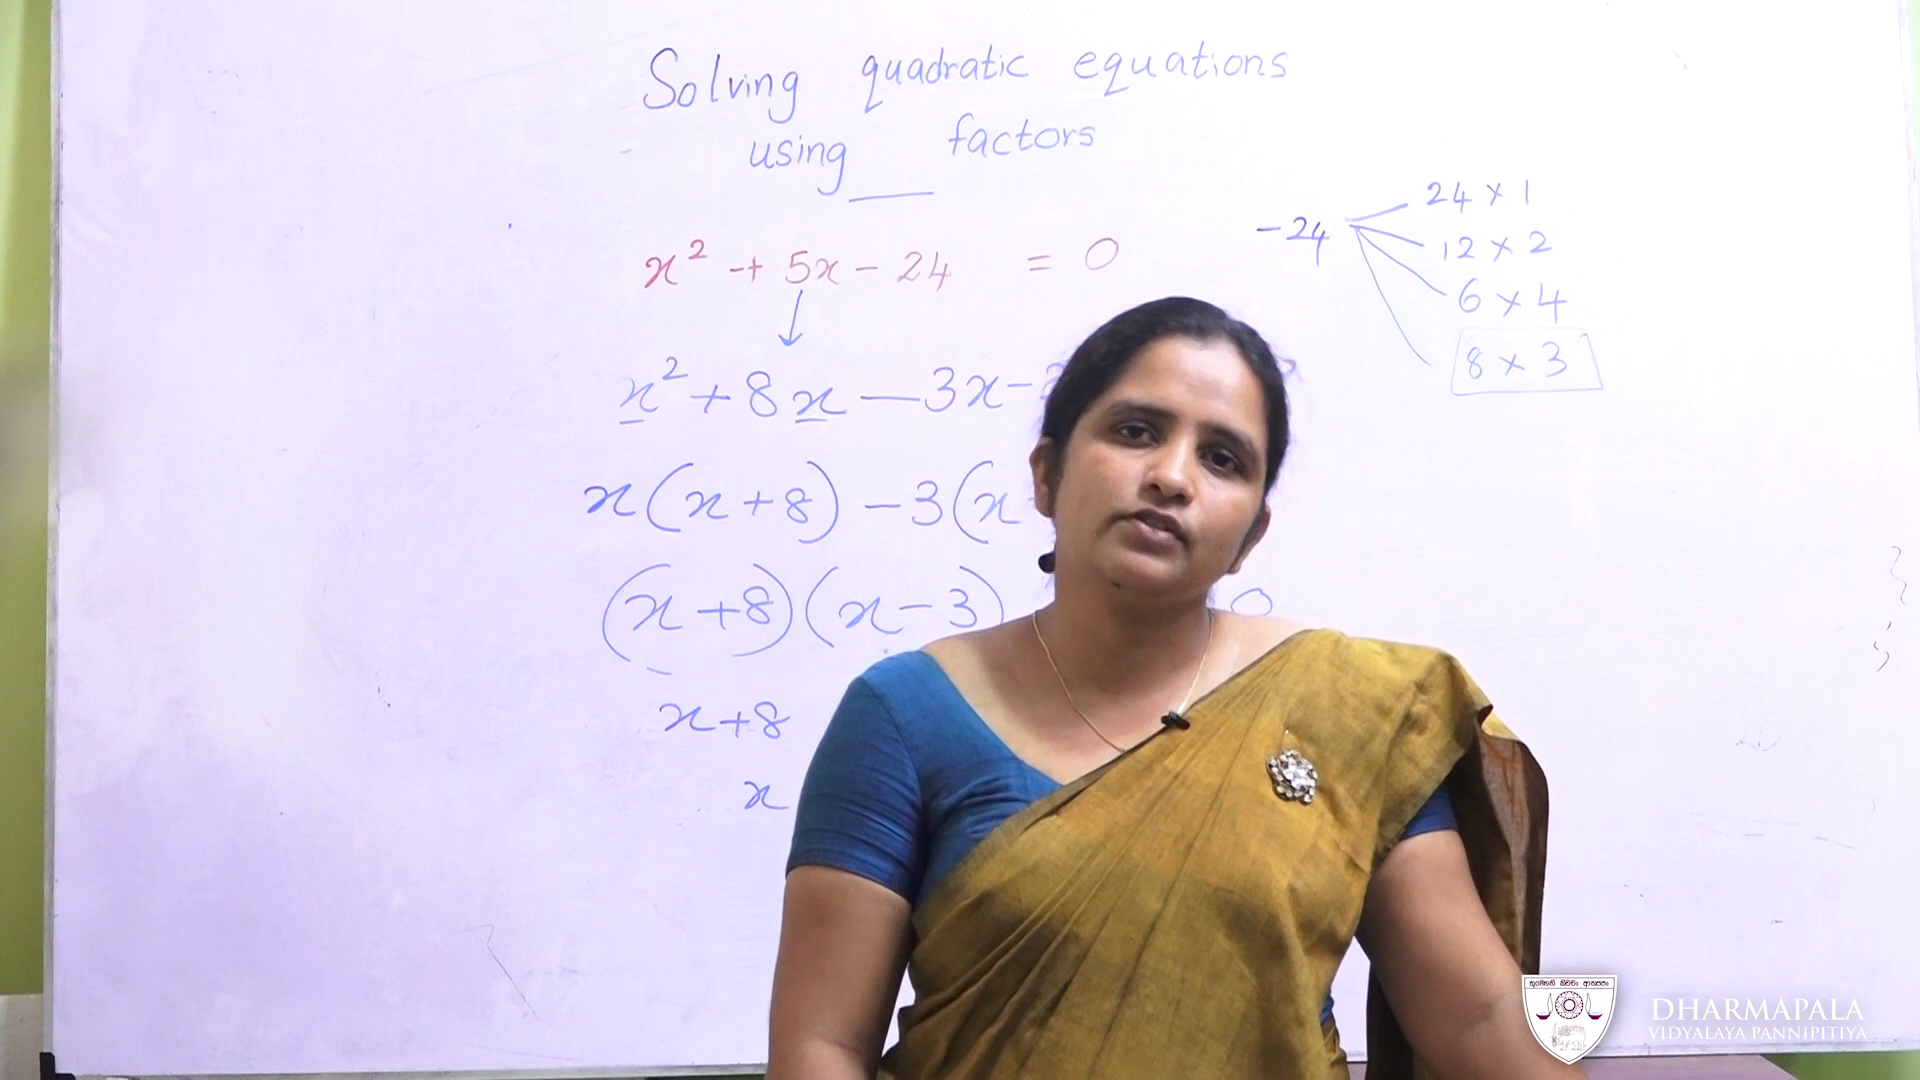 Solving quadratic equations
using factors
x² + 5x - 24 = 0
x² + 8x - 3x -
x(x+8) - 3(x
(x+8)(x-3) 0
x+8
x
-24
24 × 1
12 × 2
6 × 4
8 × 3
DHARMAPALA
VIDYALAYA PANNIPITIYA